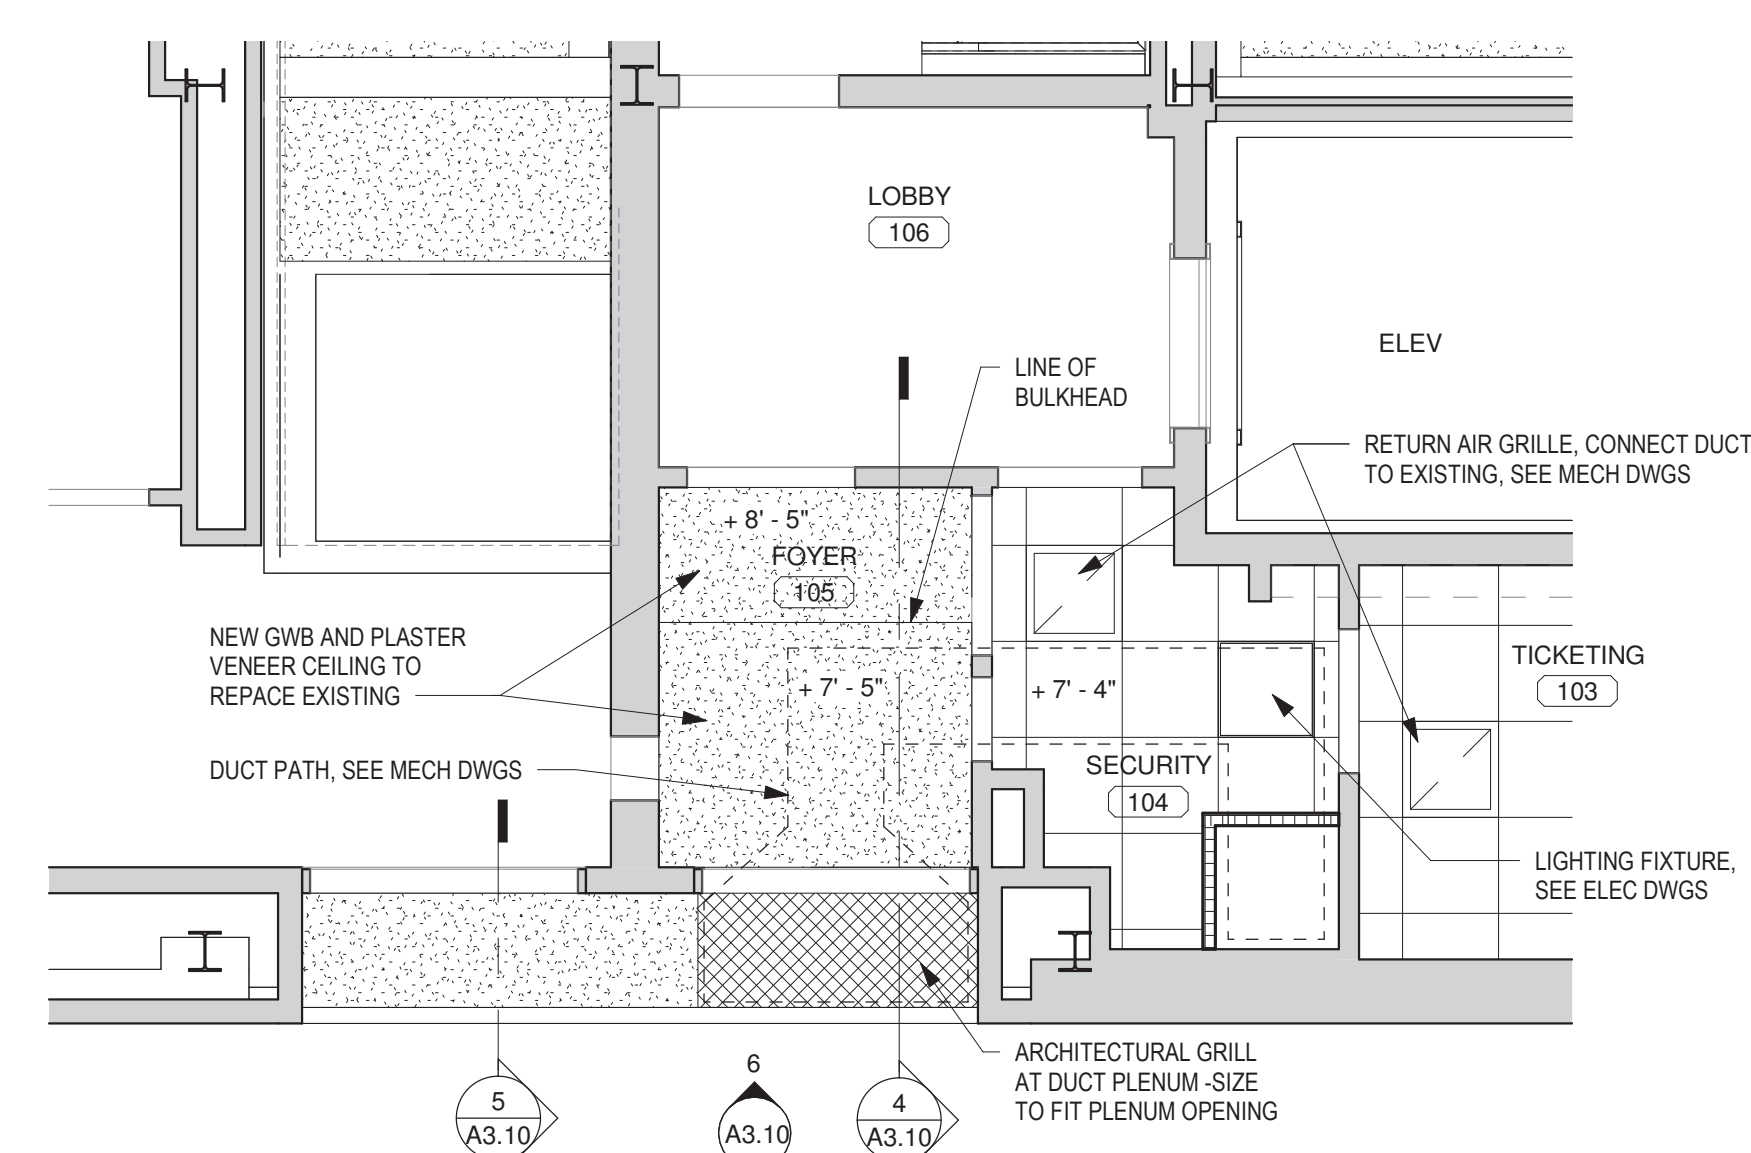 LOBBY
106
LINE OF
BULKHEAD
ELEV
RETURN AIR GRILLE, CONNECT DUCT
TO EXISTING, SEE MECH DWGS
+ 8' - 5"
FOYER
105
NEW GWB AND PLASTER
VENEER CEILING TO
REPACE EXISTING
+ 7' - 5"
+ 7' - 4"
TICKETING
103
DUCT PATH, SEE MECH DWGS
SECURITY
104
LIGHTING FIXTURE,
SEE ELEC DWGS
ARCHITECTURAL GRILL
AT DUCT PLENUM -SIZE
TO FIT PLENUM OPENING
5
A3.10
6
A3.10
4
A3.10